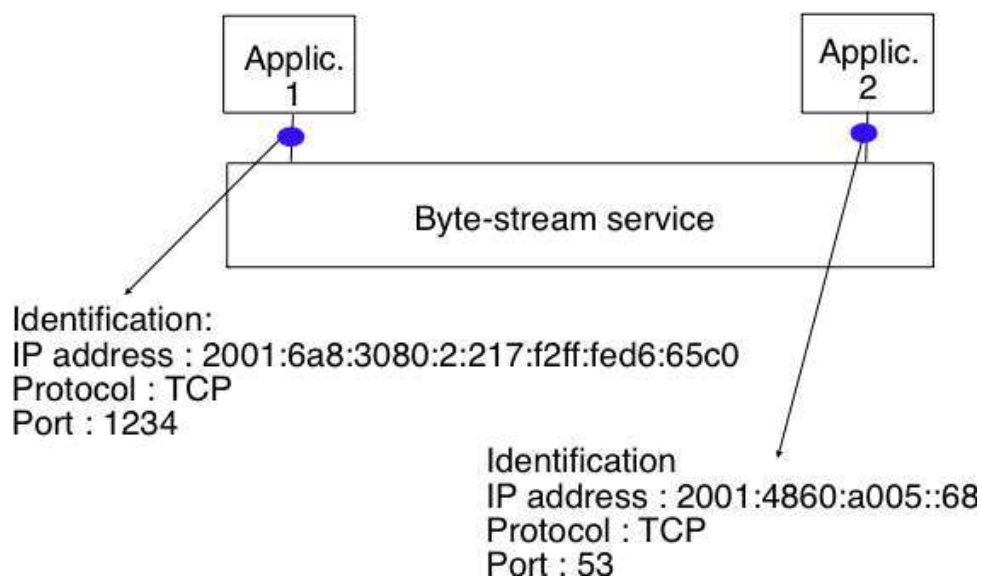 Applic.
1
Applic.
2
Byte-stream service
Identification:
IP address : 2001:6a8:3080:2:217:f2ff:fed6:65c0
Protocol : TCP
Port : 1234
Identification
IP address : 2001:4860:a005::68
Protocol : TCP
Port : 53